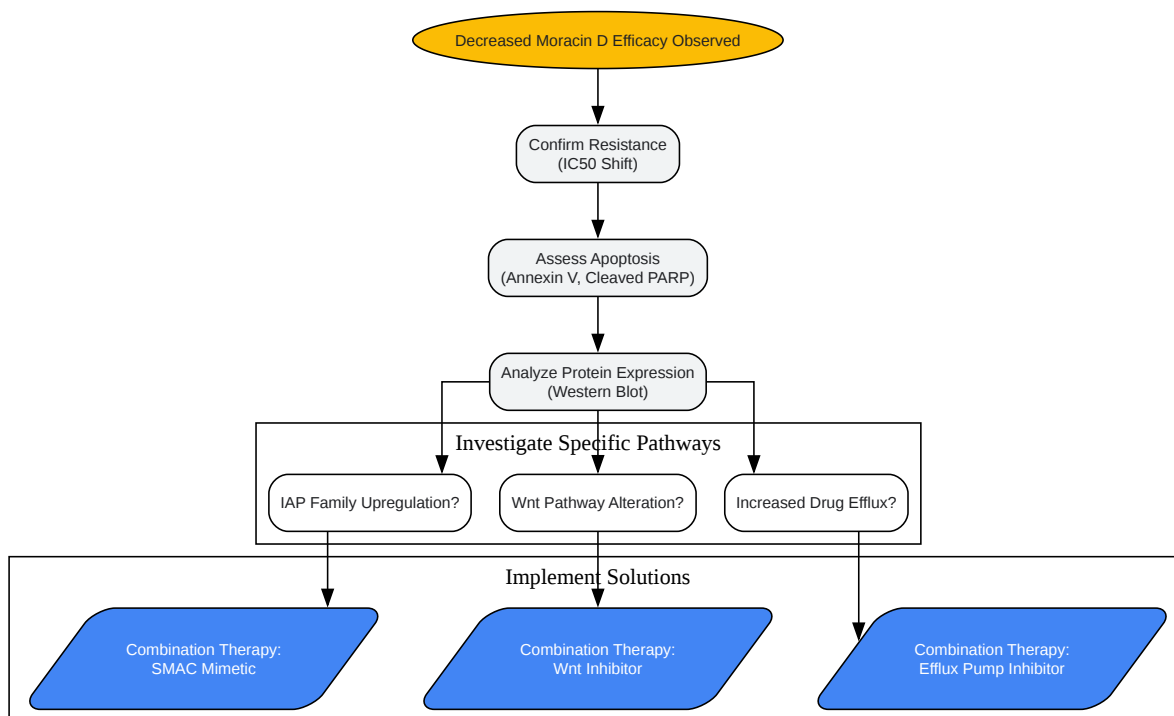 Decreased Moracin D Efficacy Observed
Confirm Resistance
(IC50 Shift)
Assess Apoptosis
(Annexin V, Cleaved PARP)
Analyze Protein Expression
(Western Blot)
Investigate Specific Pathways
IAP Family Upregulation?
Wnt Pathway Alteration?
Increased Drug Efflux?
Implement Solutions
Combination Therapy:
SMAC Mimetic
Combination Therapy:
Wnt Inhibitor
Combination Therapy:
Efflux Pump Inhibitor